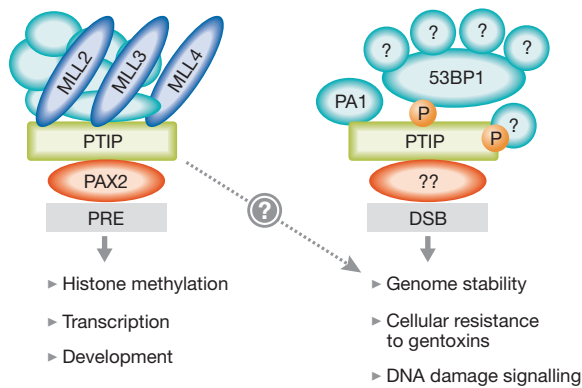 MLL2
MLL3
MLL4
PTIP
PAX2
PRE
► Histone methylation
► Transcription
► Development
?
?
?
?
?
53BP1
PA1
P
?
P
PTIP
??
DSB
► Genome stability
► Cellular resistance
to gentoxins
► DNA damage signalling